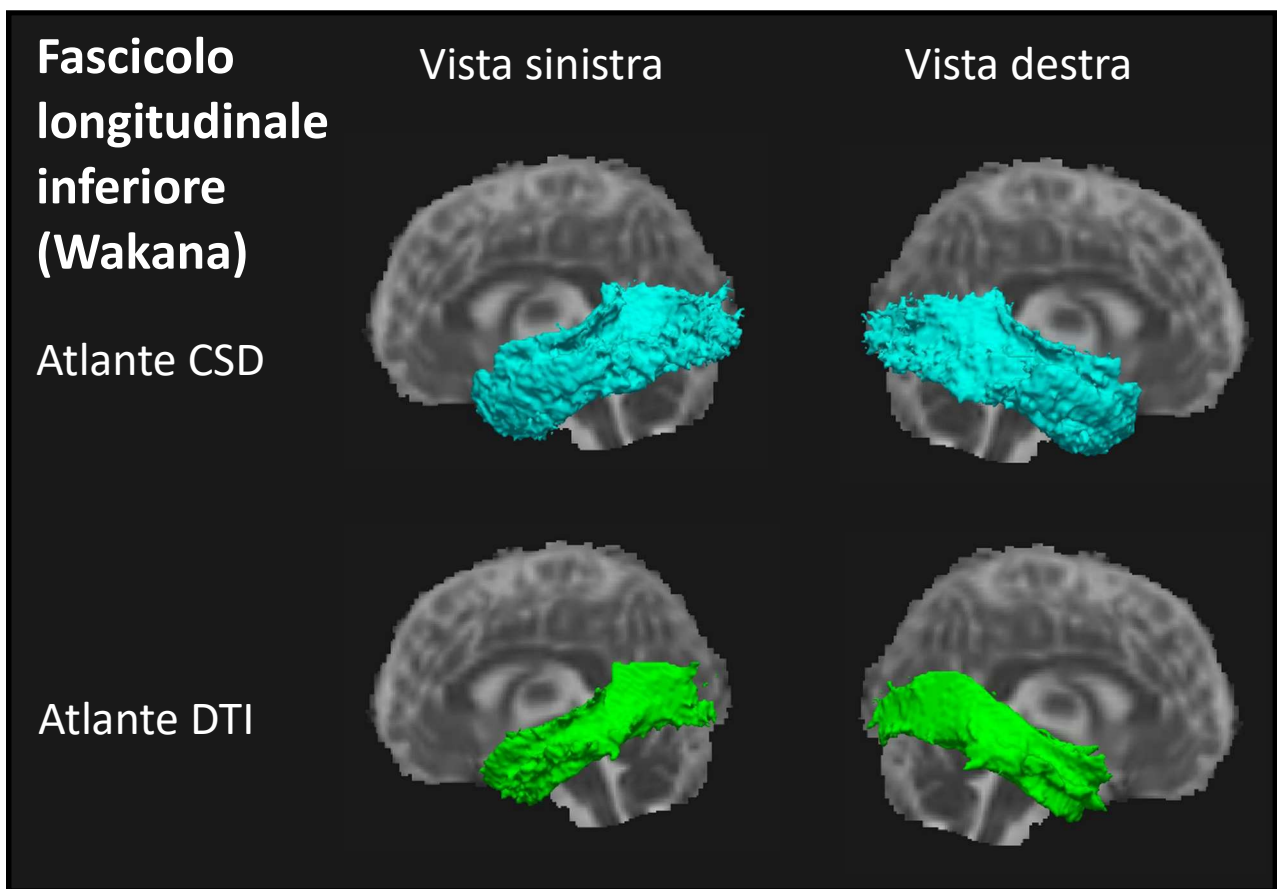 Fascicolo
longitudinale
inferiore
(Wakana)
Vista sinistra
Vista destra
Atlante CSD
Atlante DTI